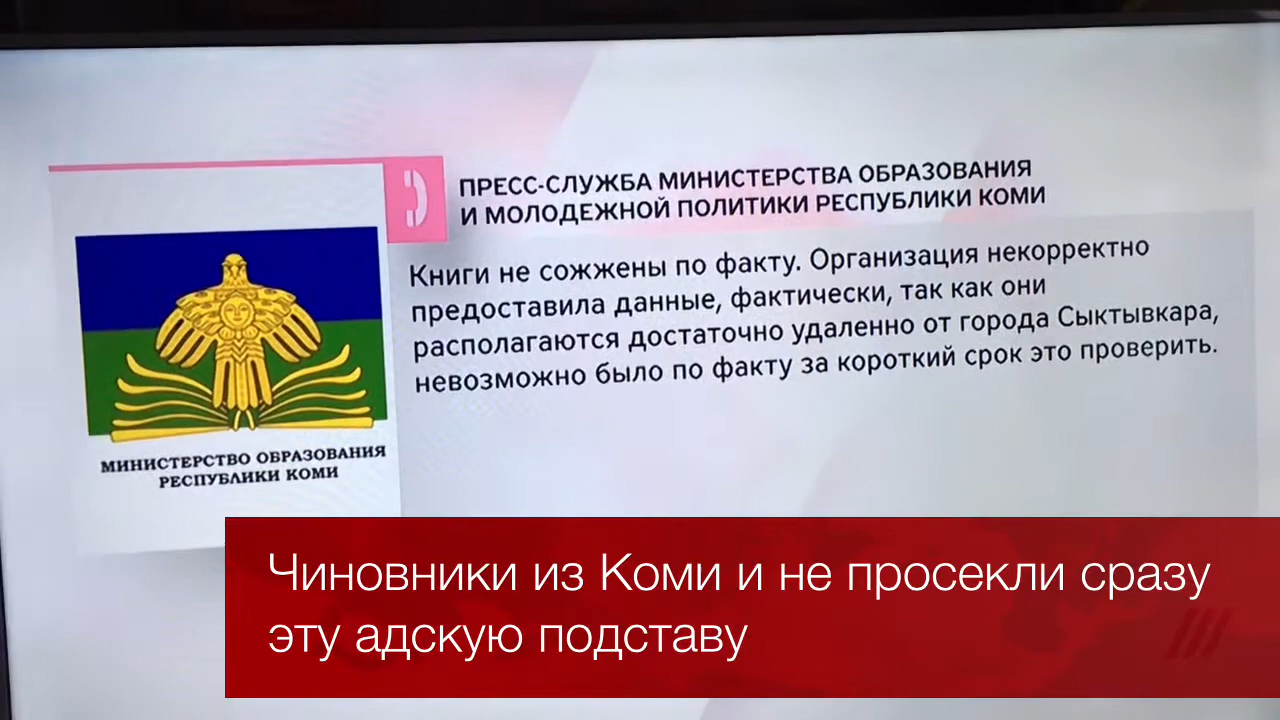 ПРЕСС-СЛУЖБА МИНИСТЕРСТВА ОБРАЗОВАНИЯ
И МОЛОДЕЖНОЙ ПОЛИТИКИ РЕСПУБЛИКИ КОМИ
Книги не сожжены по факту. Организация некорректно
предоставила данные, фактически, так как они
располагаются достаточно удаленно от города Сыктывкара,
невозможно было по факту за короткий срок это проверить.
МИНИСТЕРСТВО ОБРАЗОВАНИЯ
РЕСПУБЛИКИ КОМИ
Чиновники из Коми и не просекли сразу
эту адскую подставу